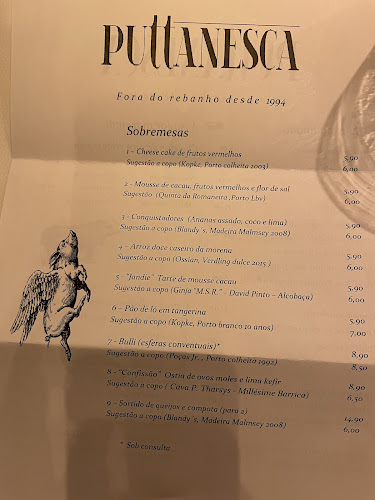 PUttANESCA
Fora do rebanho desde 1994
Sobremesas
1 - Cheese cake de frutos vermelhos 5,90
Sugestão a copo (Kopke, Porto colheita 2003) 6,00
2 - Mousse de cacau, frutos vermelhos e flor de sal 5,90
Sugestão (Quinta da Romaneira, Porto Lbv) 6,00
3 - Conquistadores (Ananas assado, coco e lima) 5,90
Sugestão a copo (Blandy´s, Madeira Malmsey 2008) 6,00
4 - Arroz doce caseiro da morena 5,90
Sugestão a copo (Ossian, Verdling dulce 2015) 6,00
5 - "Jandie" Tarte de mousse cacau 5,90
Sugestão a copo (Ginja "M.S.R." - David Pinto - Alcobaça) 6,00
6 - Pão de ló em tangerina 5,90
Sugestão a copo (Kopke, Porto branco 10 anos) 7,00
7 - Bulli (esferas conventuais)* 8,90
Sugestão a copo (Poças Jr., Porto colheita 1992) 8,50
8 - "Confissão" Ostia de ovos moles e lima kefir 8,90
Sugestão a copo ( Cava P. Tharsys - Millésime Barrica) 6,50
9 - Sortido de queijos e compota (para 2) 14,90
Sugestão a copo (Blandy´s, Madeira Malmsey 2008) 6,00
* Sob consulta